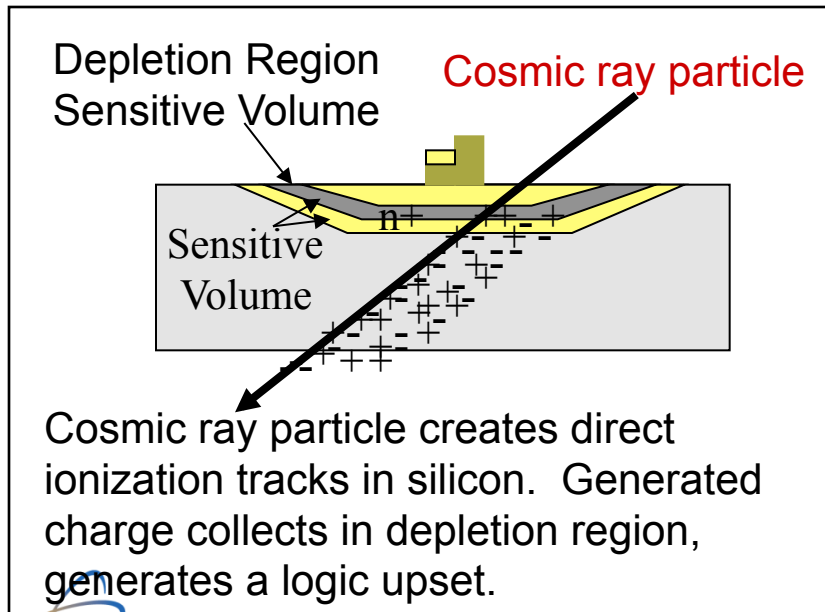 Depletion Region
Sensitive Volume
Cosmic ray particle
n
Sensitive
Volume
Cosmic ray particle creates direct
ionization tracks in silicon.  Generated
charge collects in depletion region,
generates a logic upset.